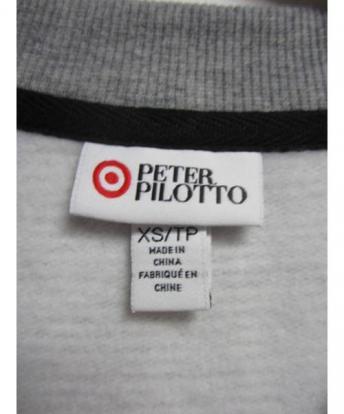 PETER
PILOTTO
XS/TP
MADE IN
CHINA
FABRIQUÉ EN
CHINE